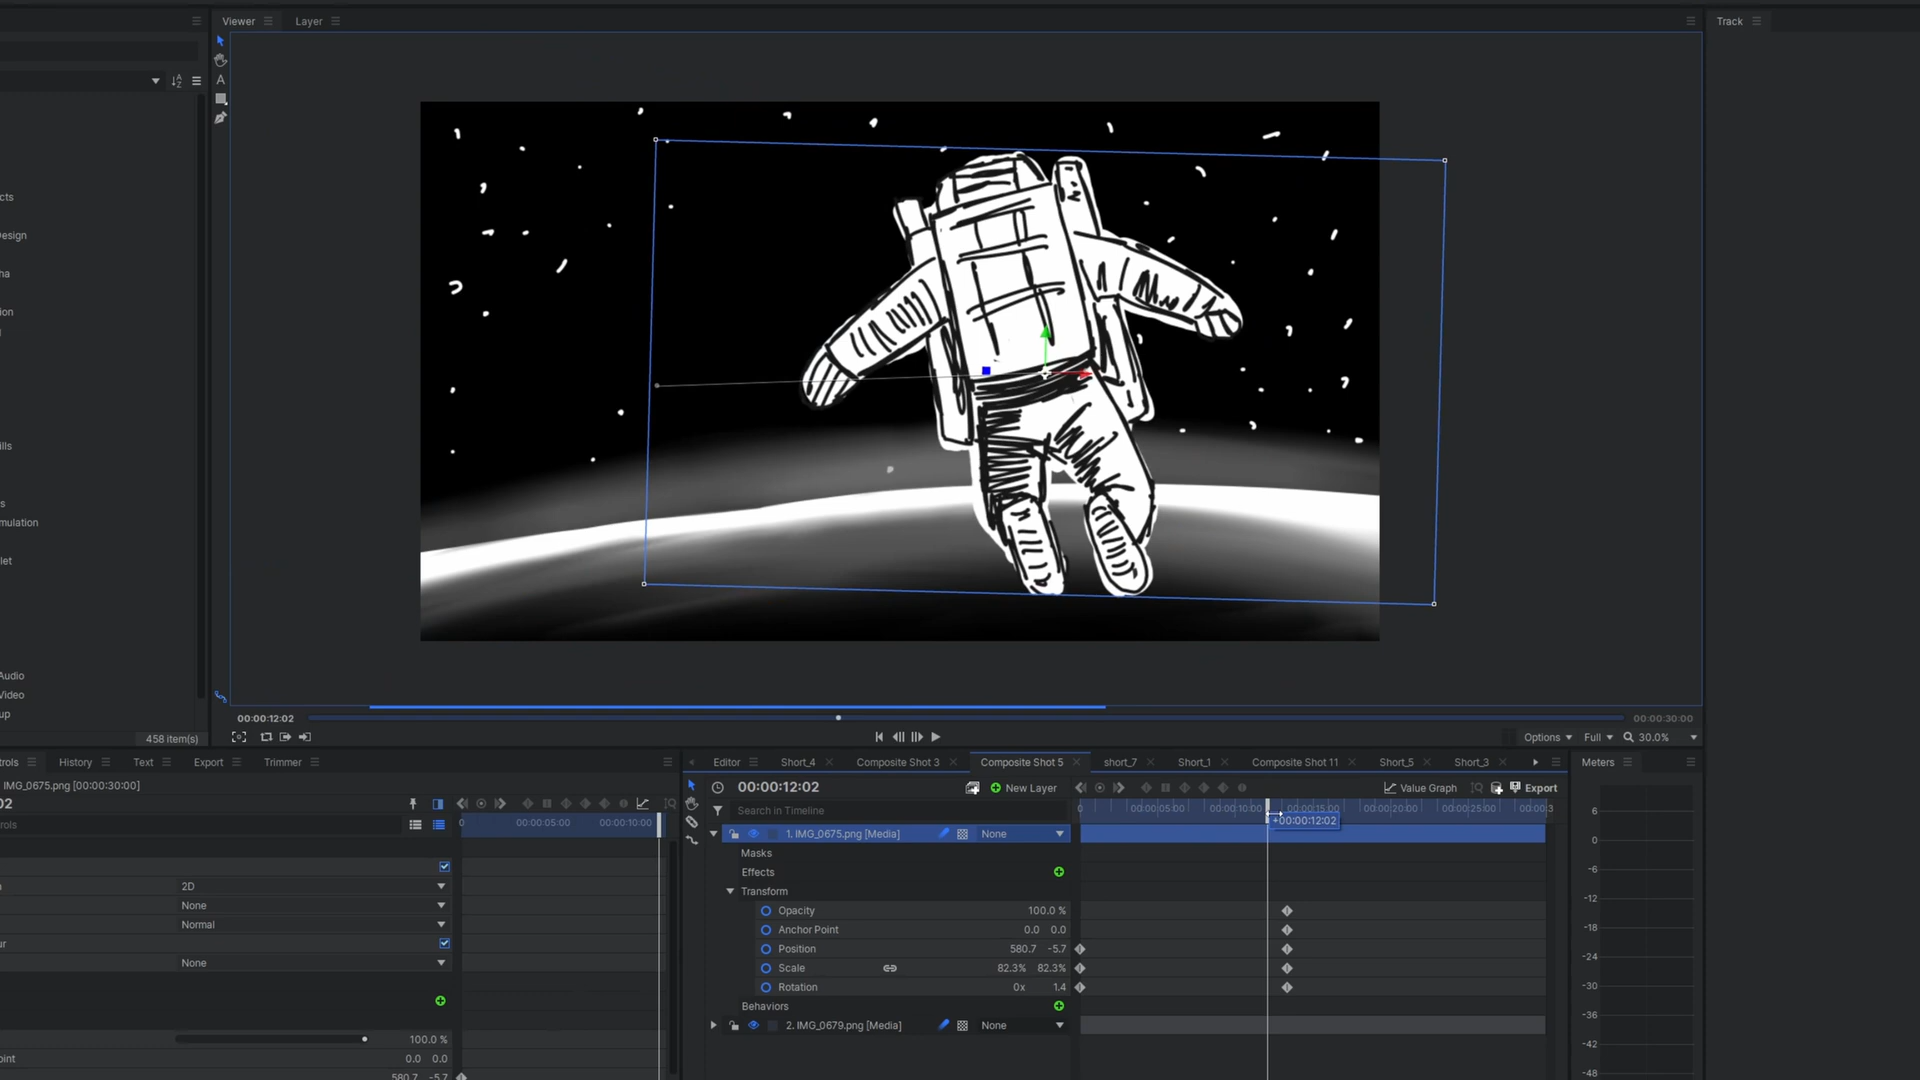 Viewer
Layer
Track
A
cts
esign
ha
ion
l
ills
s
mulation
let
Audio
Video
up
458 item(s)
00:00:12:02
00:00:30:00
Options
Full
30.0%
rols
History
Text
Export
Trimmer
Editor
Short_4
Composite Shot 3
Composite Shot 5
short_7
Short_1
Composite Shot 11
Short_5
Short_3
Meters
IMG_0675.png [00:00:30:00]
02
0
00:00:05:00
00:00:10:00
rols
2D
None
Normal
ur
None
100.0 %
oint
0.0 0.0
580.7 -5.7
00:00:12:02
New Layer
Value Graph
Export
Search in Timeline
0
00:00:05:00
00:00:10:00
00:00:15:00
00:00:20:00
00:00:25:00
00:00:3
+00:00:12:02
1. IMG_0675.png [Media]
None
Masks
Effects
Transform
Opacity
100.0 %
Anchor Point
0.0 0.0
Position
580.7 -5.7
Scale
82.3% 82.3%
Rotation
0x 1.4
Behaviors
2. IMG_0679.png [Media]
None
6
0
-6
-12
-18
-24
-30
-36
-42
-48